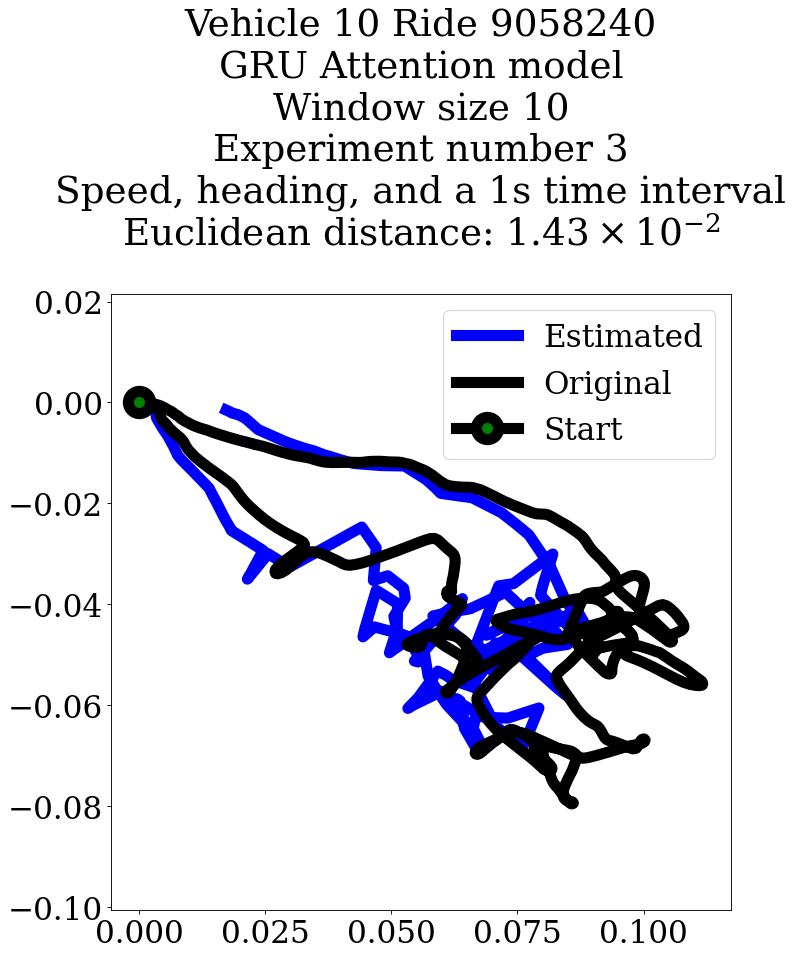 Vehicle 10 Ride 9058240
GRU Attention model
Window size 10
Experiment number 3
Speed, heading, and a 1s time interval
Euclidean distance: 1.43 × 10⁻²
0.02
Estimated
Original
Start
0.00
−0.02
−0.04
−0.06
−0.08
−0.10
0.000 0.025 0.050 0.075 0.100